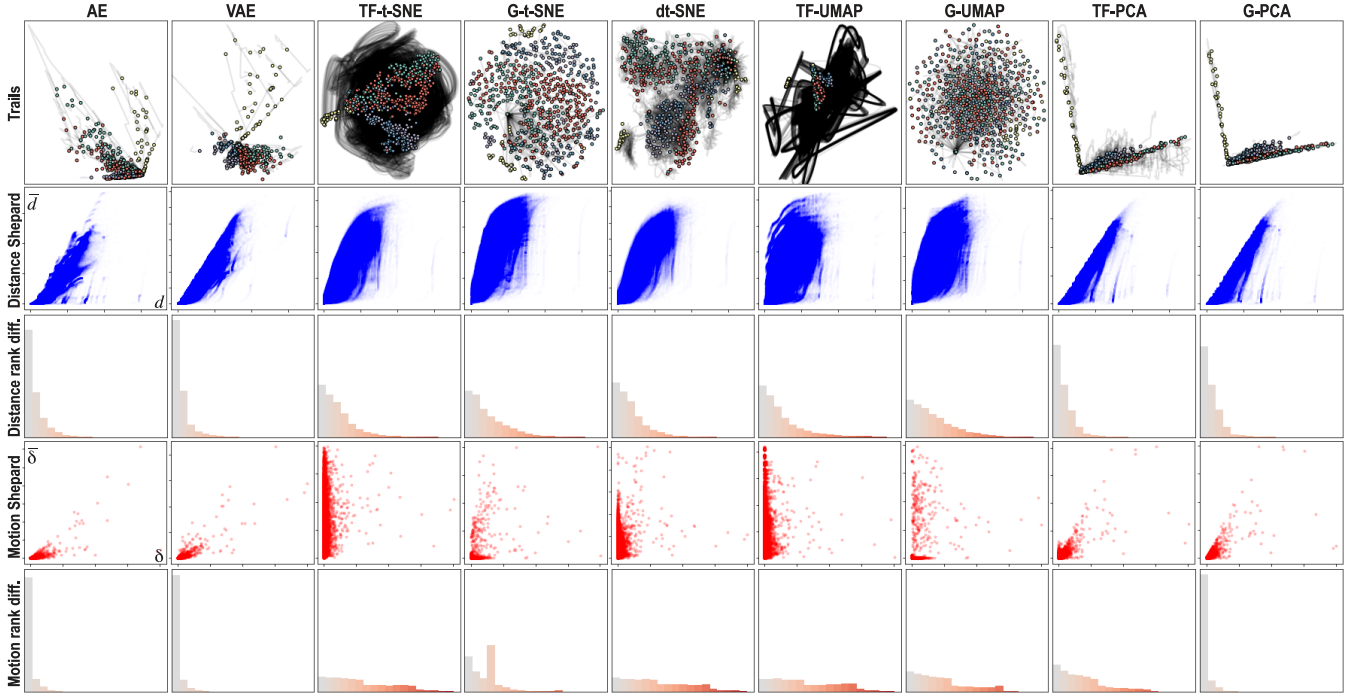 AE VAE TF-t-SNE G-t-SNE dt-SNE TF-UMAP G-UMAP TF-PCA G-PCA
Trails
Distance Shepard
d̅
d
Distance rank diff.
Motion Shepard
δ̅
δ
Motion rank diff.